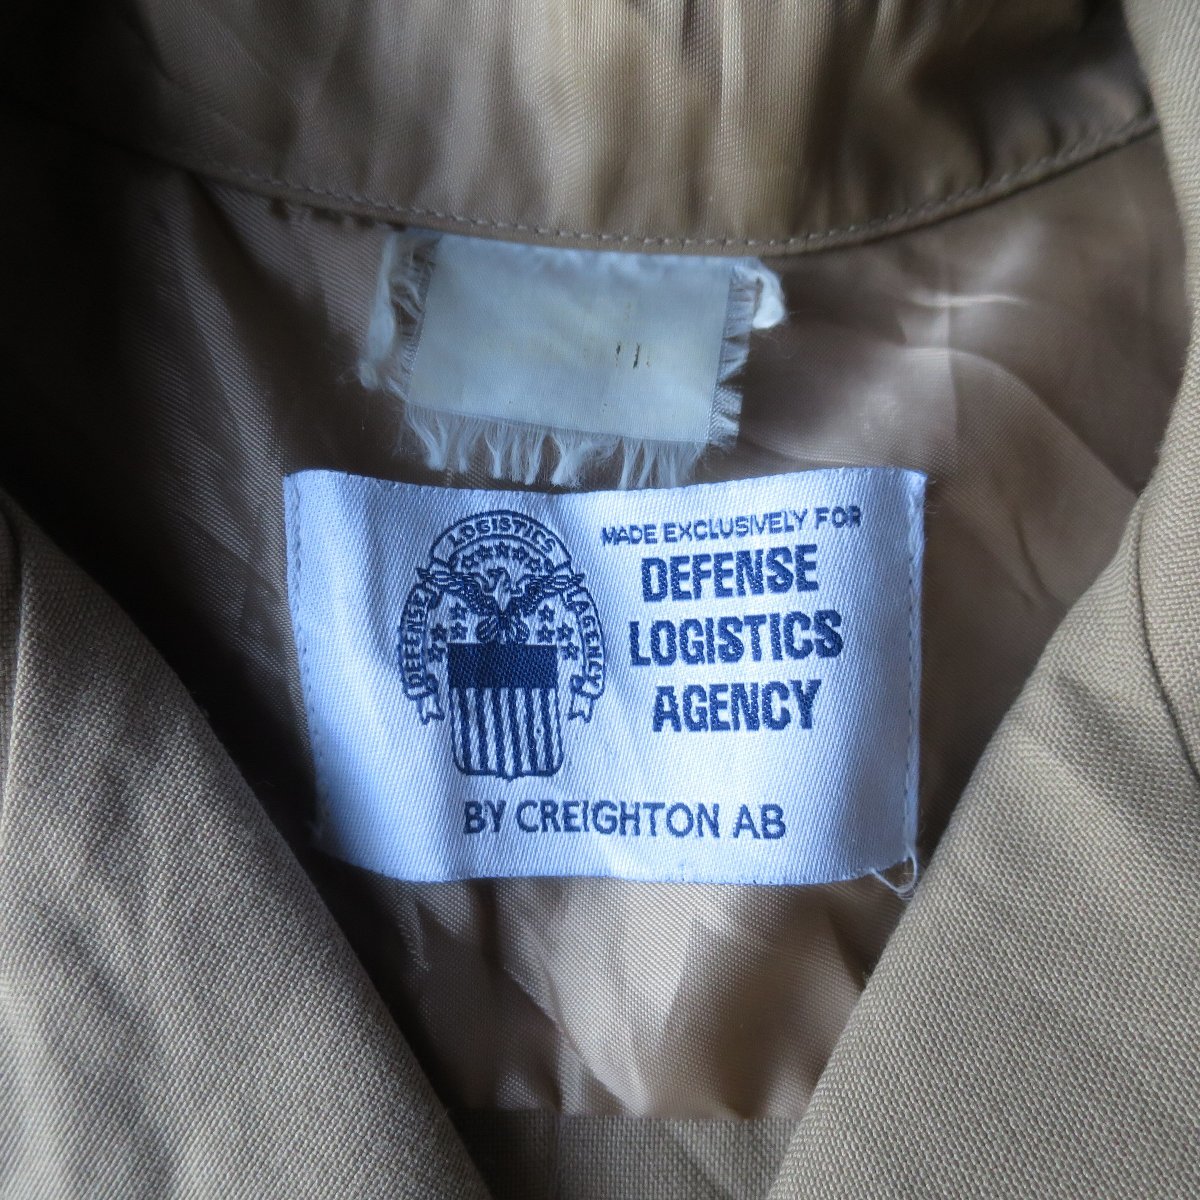 DEFENSE LOGISTICS AGENCY
MADE EXCLUSIVELY FOR
DEFENSE
LOGISTICS
AGENCY
BY CREIGHTON AB